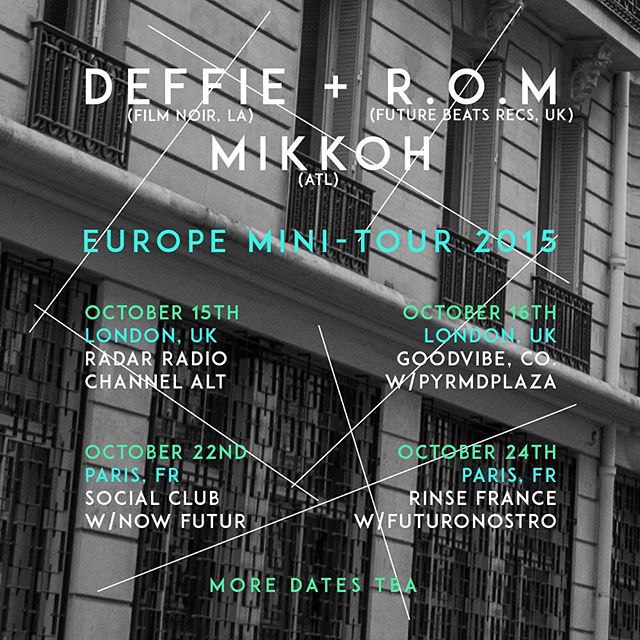 DEFFIE + R.O.M
(FILM NOIR, LA) (FUTURE BEATS RECS, UK)
MIKKOH
(ATL)
EUROPE MINI-TOUR 2015
OCTOBER 15TH
LONDON, UK
RADAR RADIO
CHANNEL ALT
OCTOBER 16TH
LONDON, UK
GOODVIBE, CO.
W/PYRMDPLAZA
OCTOBER 22ND
PARIS, FR
SOCIAL CLUB
W/NOW FUTUR
OCTOBER 24TH
PARIS, FR
RINSE FRANCE
W/FUTURONOSTRO
MORE DATES TBA